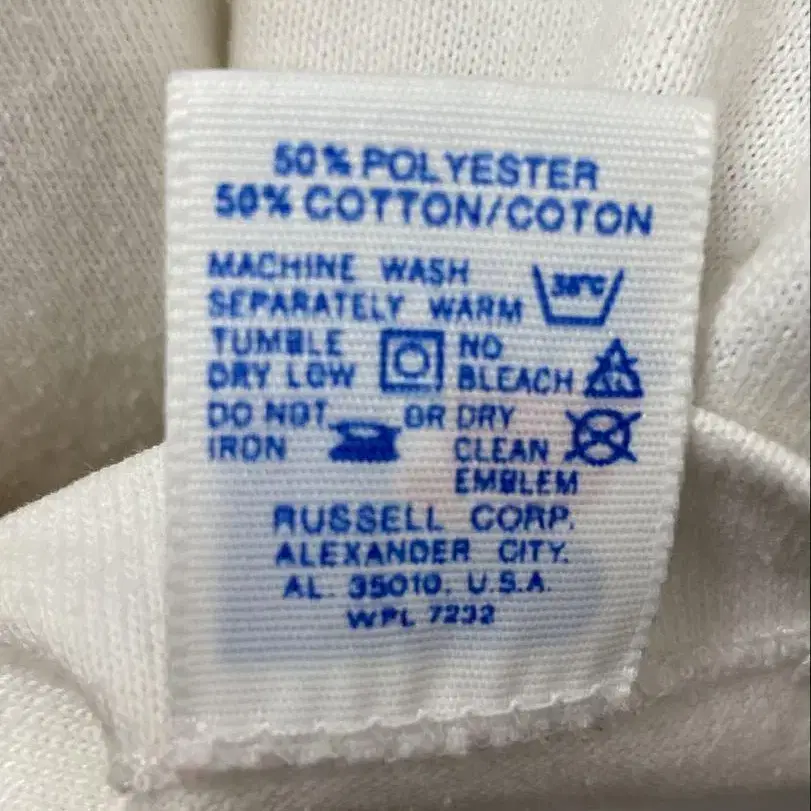 50% POLYESTER
50% COTTON/COTON
MACHINE WASH
SEPARATELY WARM
38°C
TUMBLE
DRY LOW
NO
BLEACH
DO NOT
IRON
OR DRY
CLEAN
EMBLEM
RUSSELL CORP.
ALEXANDER CITY.
AL. 35010, U.S.A.
WPL 7232